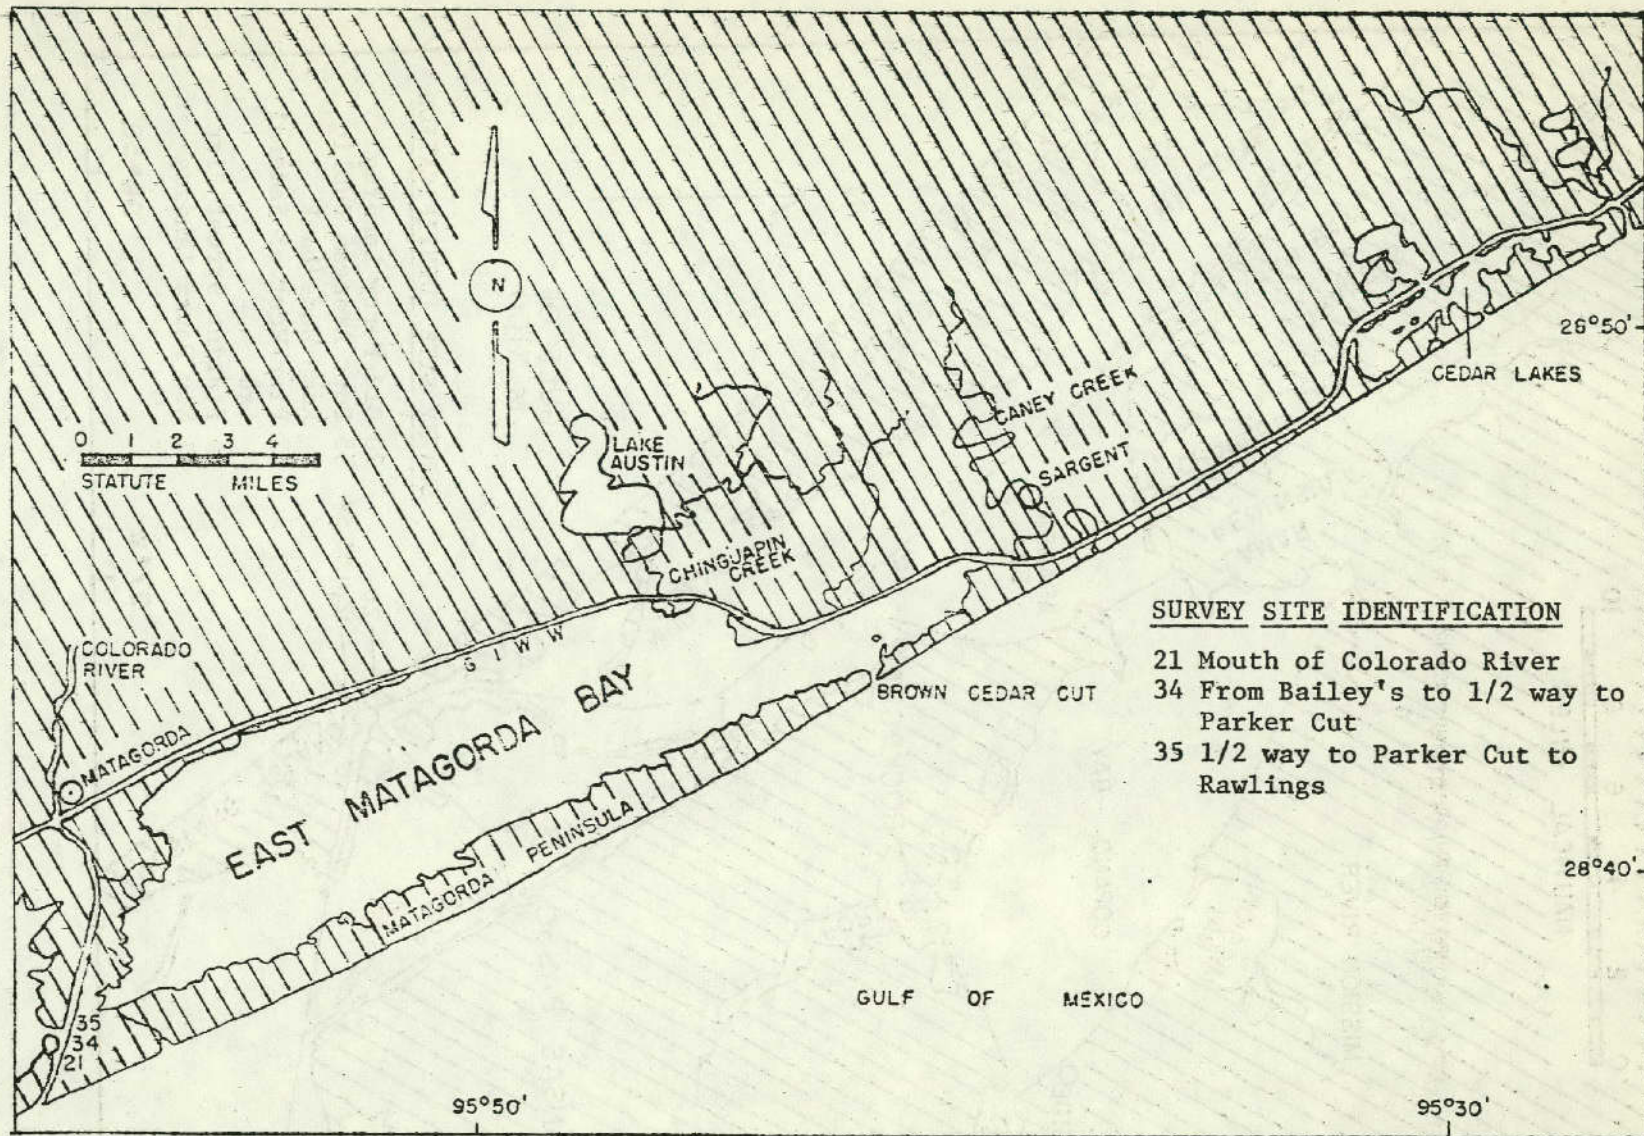 N
26°50'
CEDAR LAKES
CANEY CREEK
0 1 2 3 4
STATUTE MILES
LAKE
AUSTIN
SARGENT
CHINGUAPIN
CREEK
COLORADO
RIVER
G I W W
BROWN CEDAR CUT
MATAGORDA
EAST MATAGORDA BAY
MATAGORDA PENINSULA
SURVEY SITE IDENTIFICATION
21 Mouth of Colorado River
34 From Bailey's to 1/2 way to
Parker Cut
35 1/2 way to Parker Cut to
Rawlings
28°40'
GULF OF MEXICO
35
34
21
95°50'
95°30'